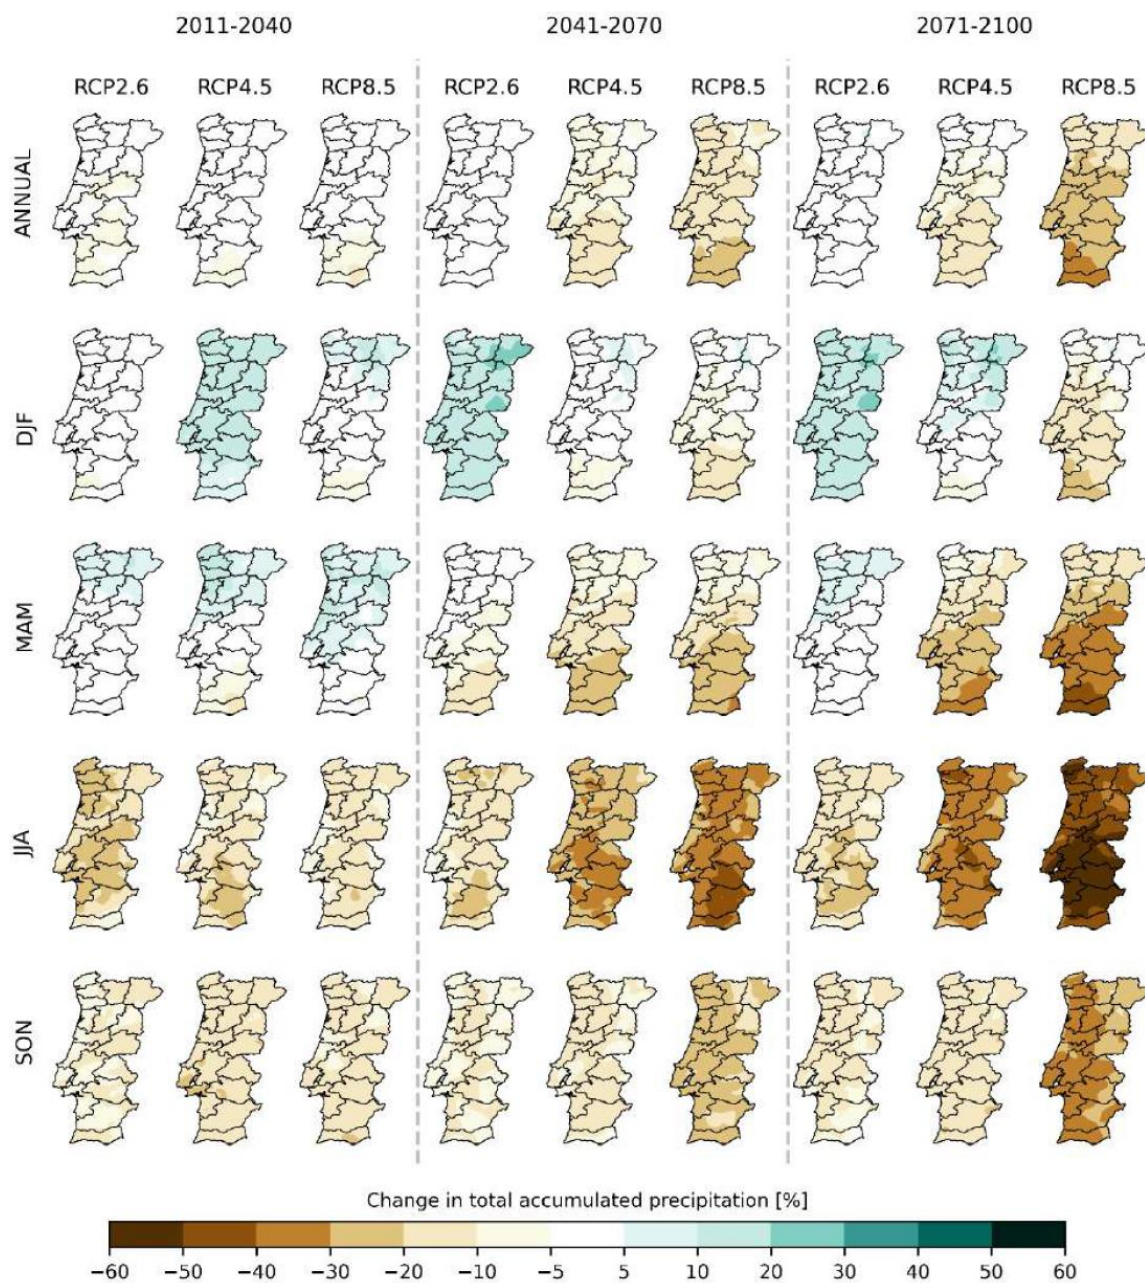 2011-2040 2041-2070 2071-2100
RCP2.6 RCP4.5 RCP8.5 RCP2.6 RCP4.5 RCP8.5 RCP2.6 RCP4.5 RCP8.5
ANNUAL
DJF
MAM
JJA
SON
Change in total accumulated precipitation [%]
−60 −50 −40 −30 −20 −10 −5 5 10 20 30 40 50 60